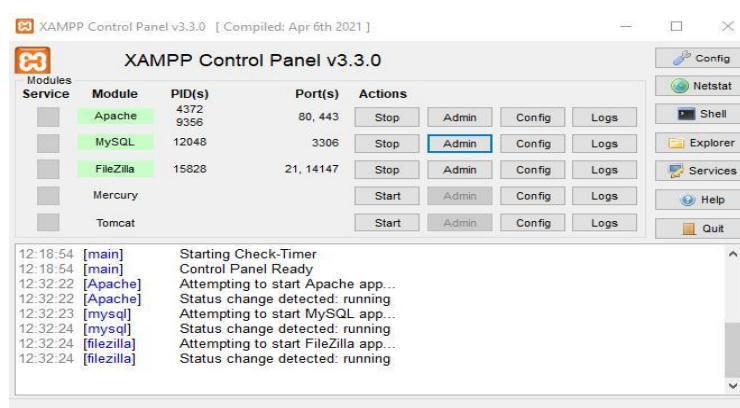 XAMPP Control Panel v3.3.0 [ Compiled: Apr 6th 2021 ]
XAMPP Control Panel v3.3.0
Config
Modules
Service Module PID(s) Port(s) Actions
Netstat
Apache 4372 9356 80, 443 Stop Admin Config Logs
Shell
MySQL 12048 3306 Stop Admin Config Logs
Explorer
FileZilla 15828 21, 14147 Stop Admin Config Logs
Services
Mercury Start Admin Config Logs
Help
Tomcat Start Admin Config Logs
Quit
12:18:54 [main] Starting Check-Timer
12:18:54 [main] Control Panel Ready
12:32:22 [Apache] Attempting to start Apache app...
12:32:22 [Apache] Status change detected: running
12:32:23 [mysql] Attempting to start MySQL app...
12:32:24 [mysql] Status change detected: running
12:32:24 [filezilla] Attempting to start FileZilla app...
12:32:24 [filezilla] Status change detected: running